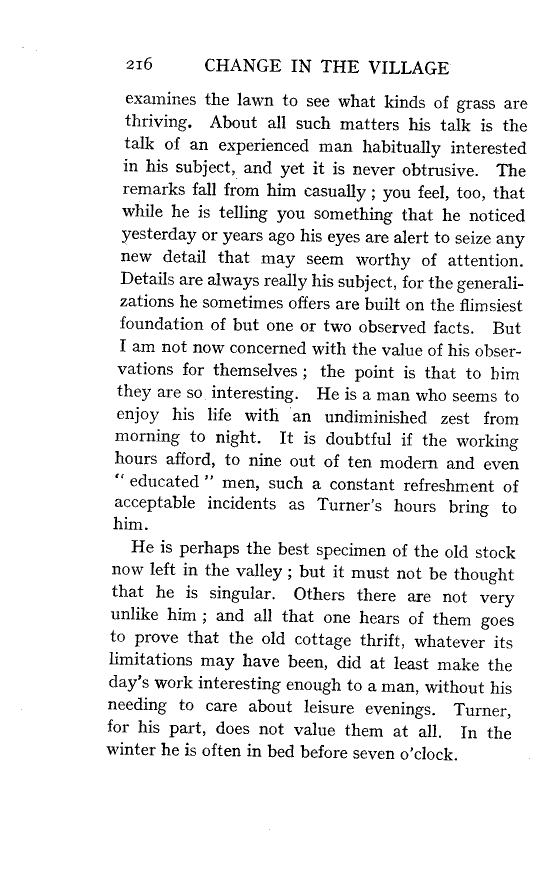 216 CHANGE IN THE VILLAGE
examines the lawn to see what kinds of grass are
thriving. About all such matters his talk is the
talk of an experienced man habitually interested
in his subject, and yet it is never obtrusive. The
remarks fall from him casually ; you feel, too, that
while he is telling you something that he noticed
yesterday or years ago his eyes are alert to seize any
new detail that may seem worthy of attention.
Details are always really his subject, for the generali-
zations he sometimes offers are built on the flimsiest
foundation of but one or two observed facts. But
I am not now concerned with the value of his obser-
vations for themselves ; the point is that to him
they are so interesting. He is a man who seems to
enjoy his life with an undiminished zest from
morning to night. It is doubtful if the working
hours afford, to nine out of ten modern and even
“ educated ” men, such a constant refreshment of
acceptable incidents as Turner's hours bring to
him.
He is perhaps the best specimen of the old stock
now left in the valley ; but it must not be thought
that he is singular. Others there are not very
unlike him ; and all that one hears of them goes
to prove that the old cottage thrift, whatever its
limitations may have been, did at least make the
day's work interesting enough to a man, without his
needing to care about leisure evenings. Turner,
for his part, does not value them at all. In the
winter he is often in bed before seven o'clock.